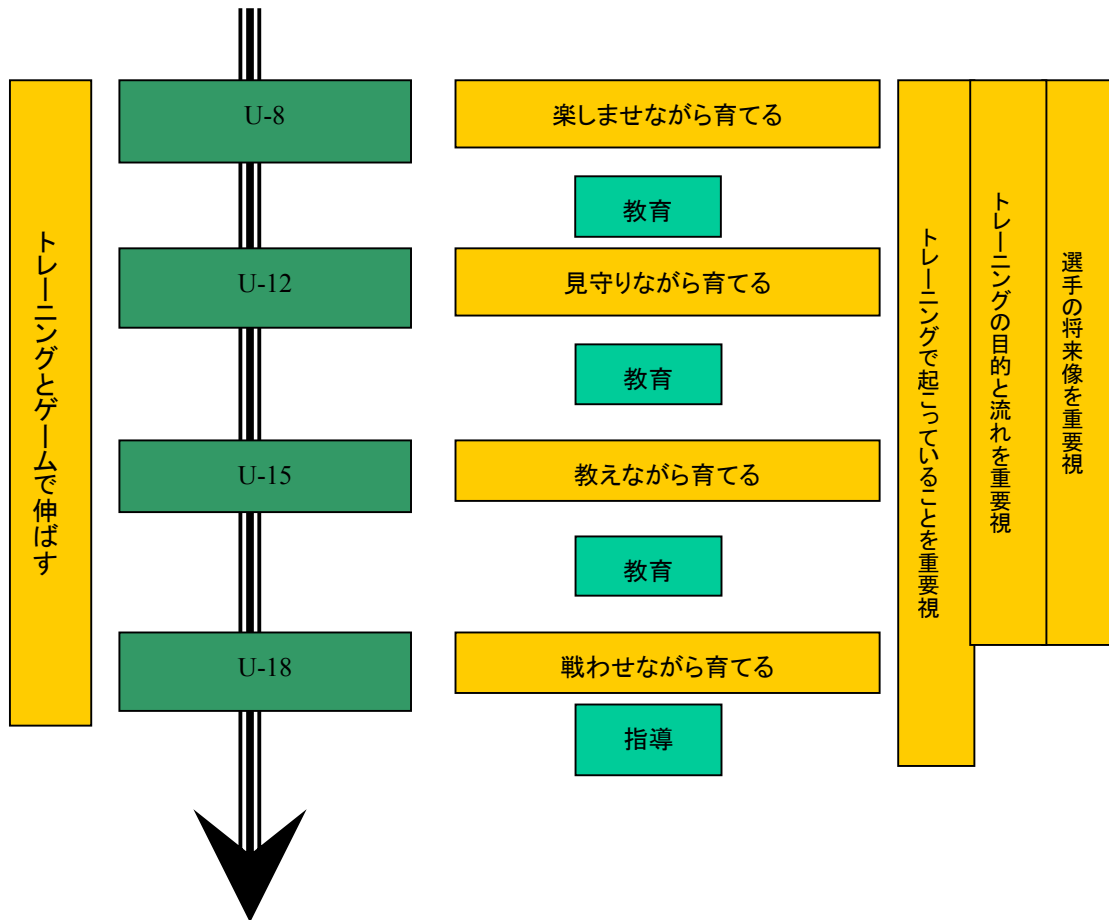 トレーニングとゲームで伸ばす
U-8
楽しませながら育てる
教育
U-12
見守りながら育てる
教育
U-15
教えながら育てる
教育
U-18
戦わせながら育てる
指導
トレーニングで起こっていることを重要視
トレーニングの目的と流れを重要視
選手の将来像を重要視